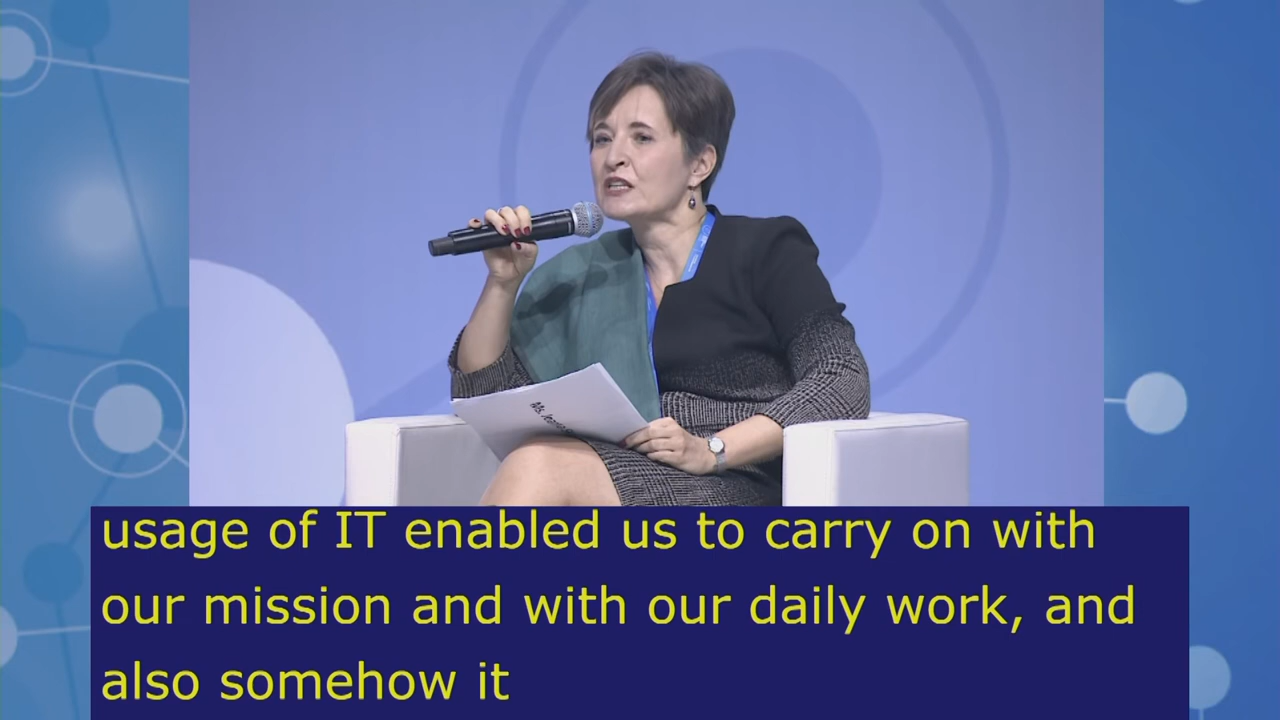 Ms.
usage of IT enabled us to carry on with
our mission and with our daily work, and
also somehow it